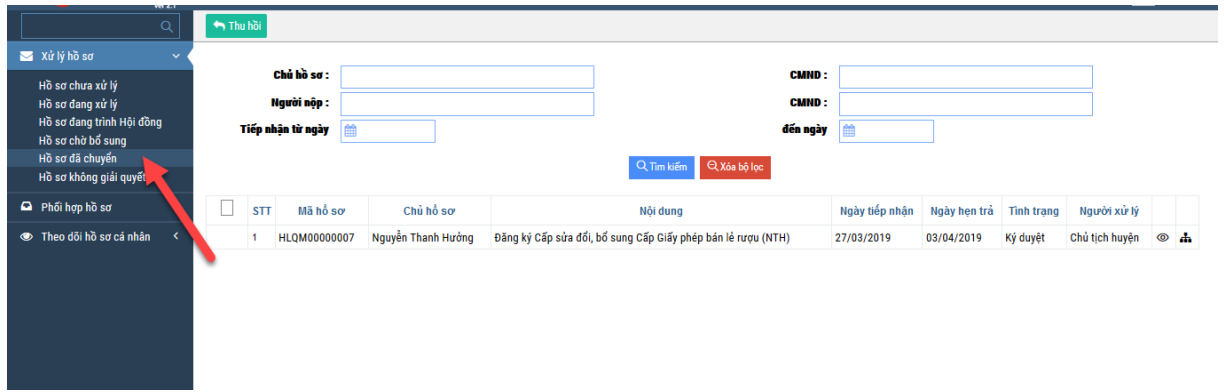 Ver 2.1
Thu hồi
Xử lý hồ sơ
Hồ sơ chưa xử lý
Hồ sơ đang xử lý
Hồ sơ đang trình Hội đồng
Hồ sơ chờ bổ sung
Hồ sơ đã chuyển
Hồ sơ không giải quyết
Phối hợp hồ sơ
Theo dõi hồ sơ cá nhân
Chủ hồ sơ : CMND :
Người nộp : CMND :
Tiếp nhận từ ngày đến ngày
Tìm kiếm Xóa bộ lọc
STT Mã hồ sơ Chủ hồ sơ Nội dung Ngày tiếp nhận Ngày hẹn trả Tình trạng Người xử lý
1 HLQM00000007 Nguyễn Thanh Hưởng Đăng ký Cấp sửa đổi, bổ sung Cấp Giấy phép bán lẻ rượu (NTH) 27/03/2019 03/04/2019 Ký duyệt Chủ tịch huyện